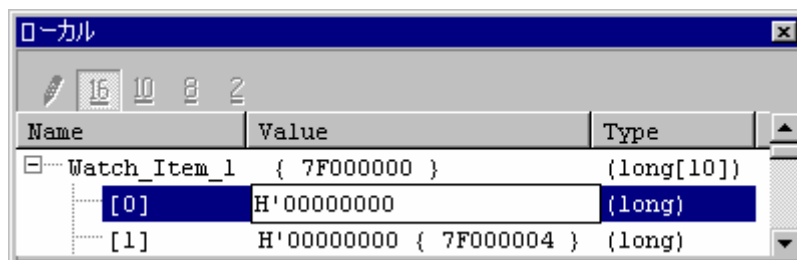 ローカル
16 10 8 2
Name Value Type
Watch_Item_1 { 7F000000 } (long[10])
[0] H'00000000 (long)
[1] H'00000000 { 7F000004 } (long)